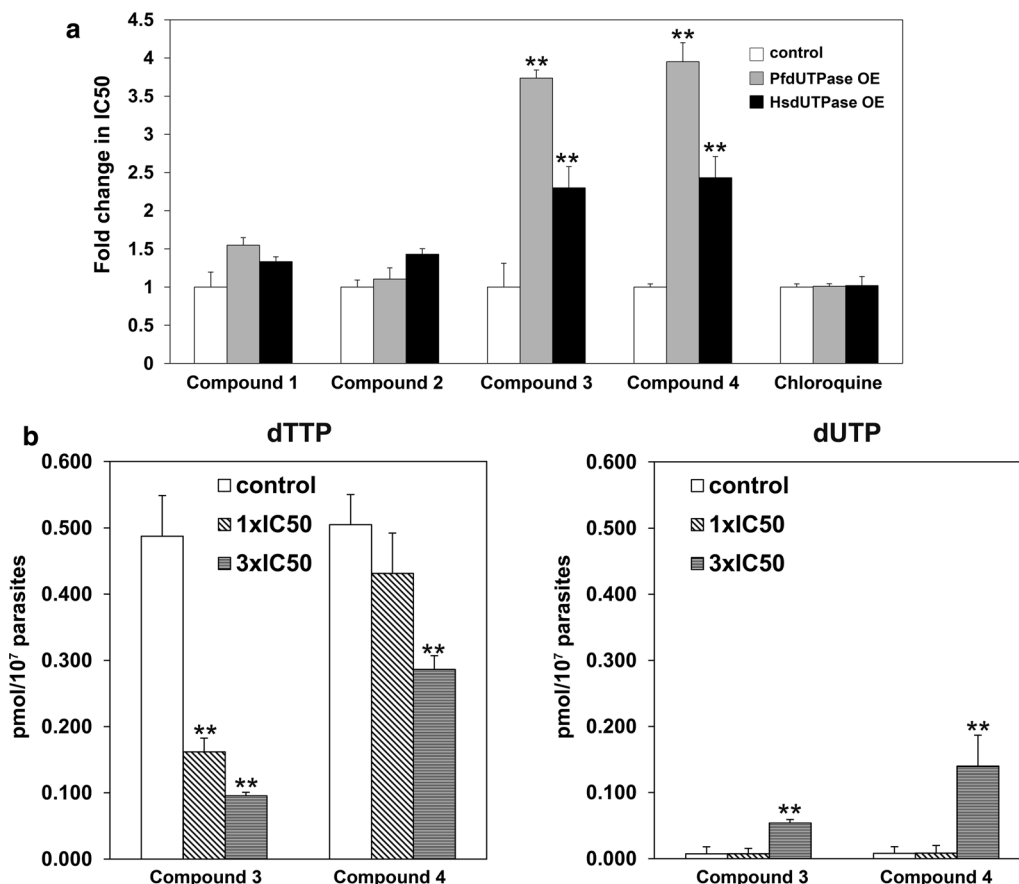 a
Fold change in IC50
4.5
4
3.5
3
2.5
2
1.5
1
0.5
0
** ** ** **
control
PfdUTPase OE
HsdUTPase OE
Compound 1 Compound 2 Compound 3 Compound 4 Chloroquine
b
dTTP
pmol/10⁷ parasites
0.600
0.500
0.400
0.300
0.200
0.100
0.000
control
1xIC50
3xIC50
** ** **
Compound 3 Compound 4
dUTP
pmol/10⁷ parasites
0.600
0.500
0.400
0.300
0.200
0.100
0.000
control
1xIC50
3xIC50
** **
Compound 3 Compound 4